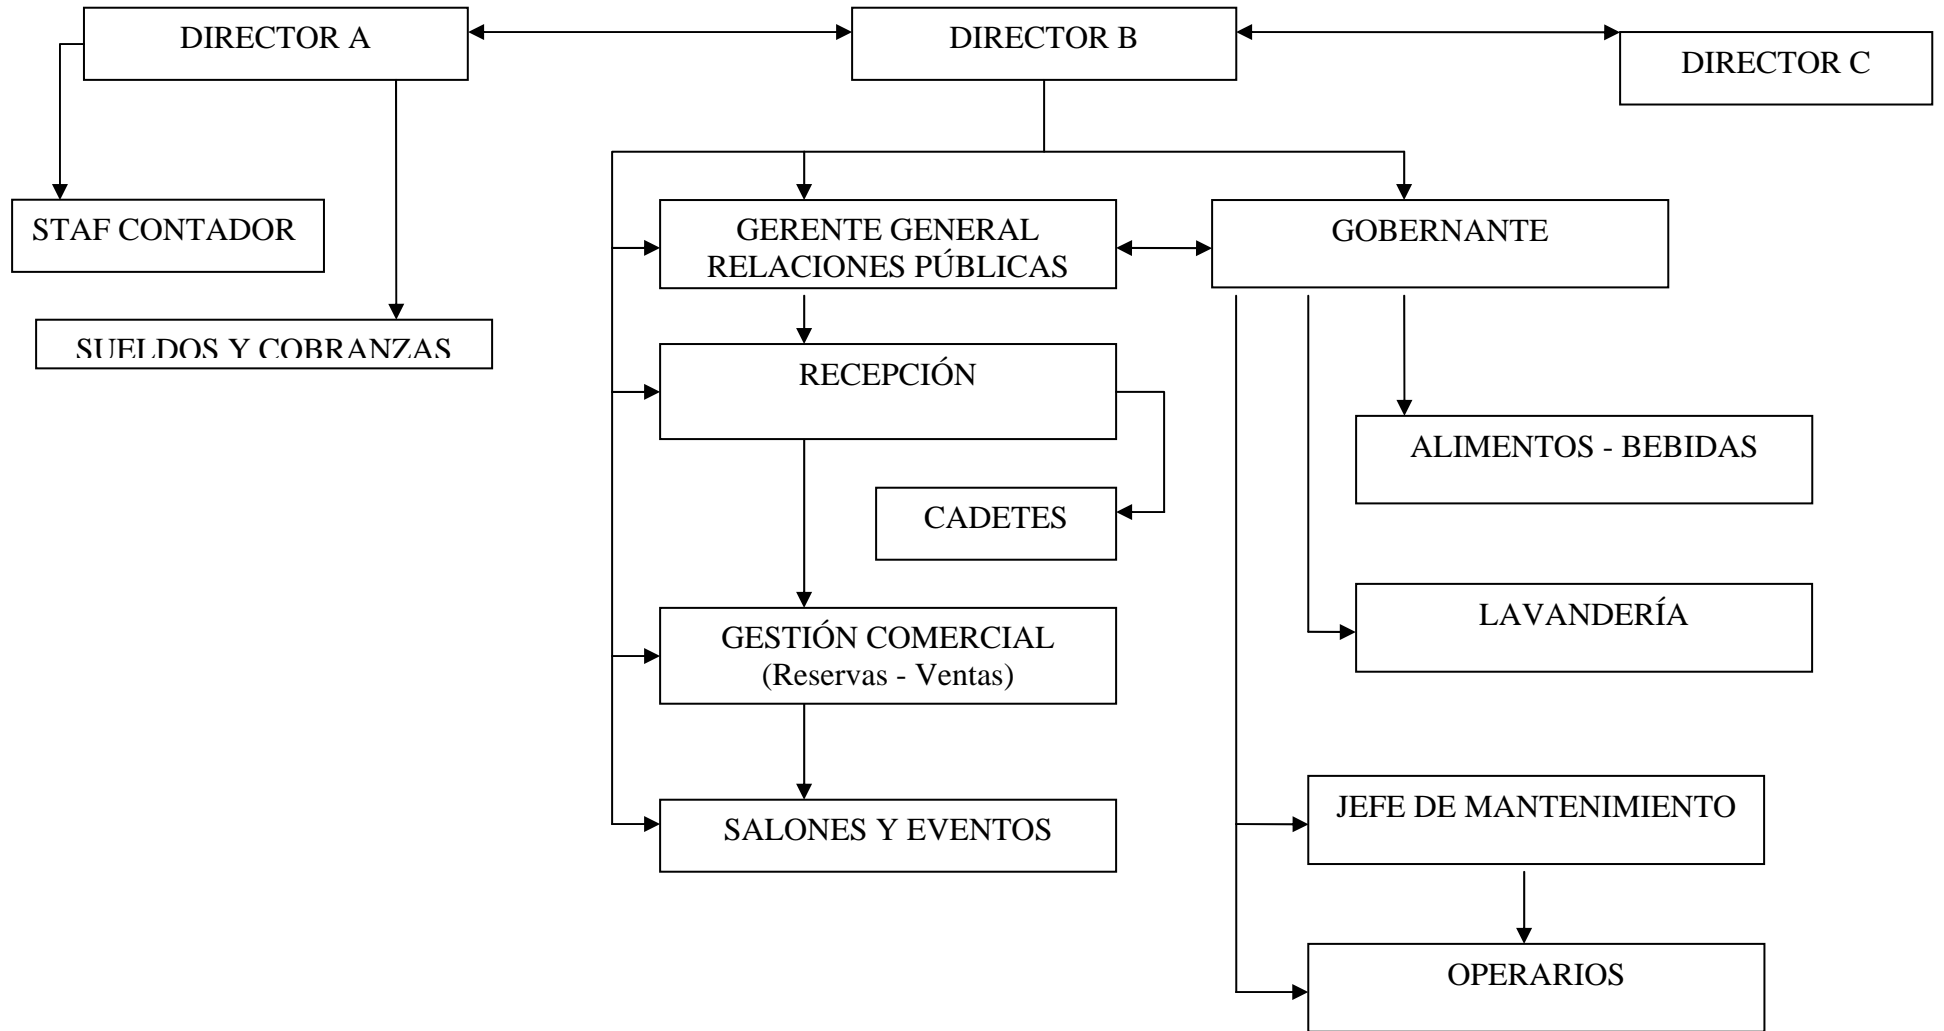 DIRECTOR A
DIRECTOR B
DIRECTOR C
STAF CONTADOR
GERENTE GENERAL
RELACIONES PÚBLICAS
GOBERNANTE
SUELDOS Y COBRANZAS
RECEPCIÓN
ALIMENTOS - BEBIDAS
CADETES
GESTIÓN COMERCIAL
(Reservas - Ventas)
LAVANDERÍA
SALONES Y EVENTOS
JEFE DE MANTENIMIENTO
OPERARIOS